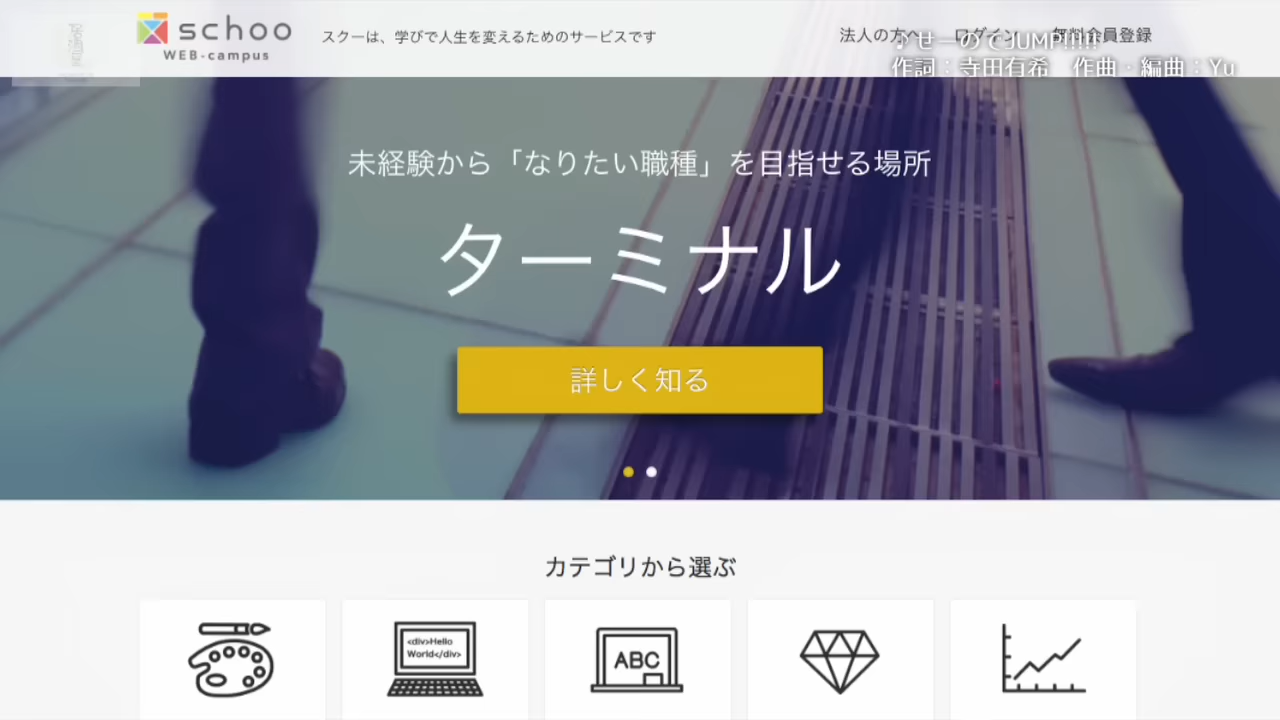 schoo
WEB-campus
スクーは、学びで人生を変えるためのサービスです
法人の方へ ログイン 無料会員登録
♪ せーのでJUMP!!!!!
作詞：寺田有希　作曲・編曲：Yu
未経験から「なりたい職種」を目指せる場所
ターミナル
詳しく知る
カテゴリから選ぶ
<div>Hello
World</div>
ABC